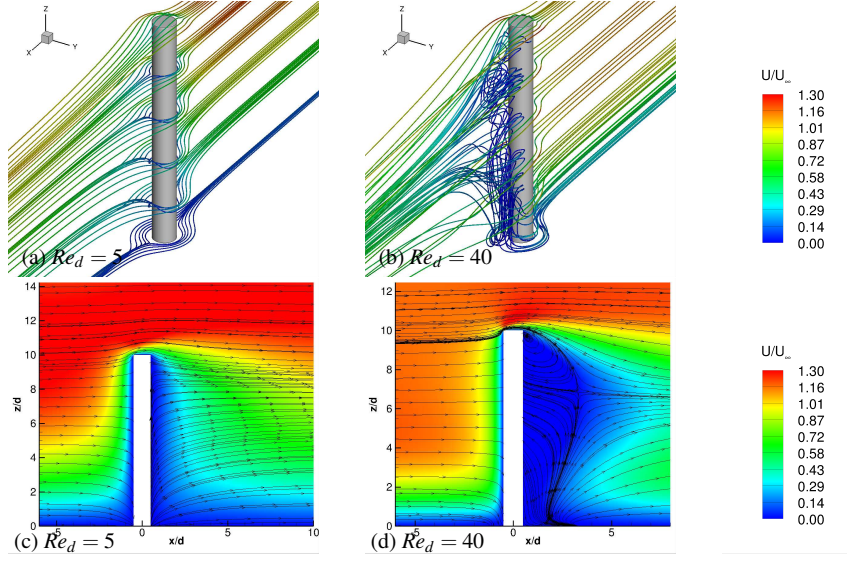 Z
X
Y
(a) Re_d = 5
Z
X
Y
(b) Re_d = 40
U/U∞
1.30
1.16
1.01
0.87
0.72
0.58
0.43
0.29
0.14
0.00
14
12
10
8
6
4
2
0
z/d
-5 0 5 10
x/d
(c) Re_d = 5
12
10
8
6
4
2
0
z/d
-5 0 5
x/d
(d) Re_d = 40
U/U∞
1.30
1.16
1.01
0.87
0.72
0.58
0.43
0.29
0.14
0.00